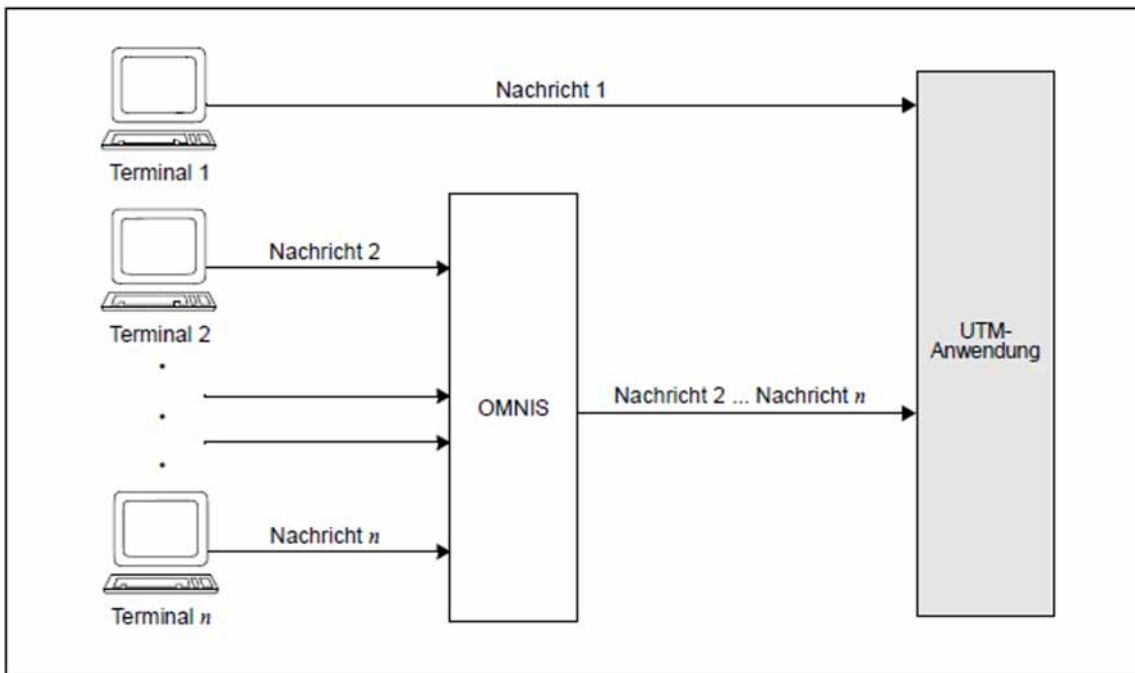 Nachricht 1
Terminal 1
Nachricht 2
Terminal 2
OMNIS
Nachricht 2 ... Nachricht n
UTM-
Anwendung
Nachricht n
Terminal n